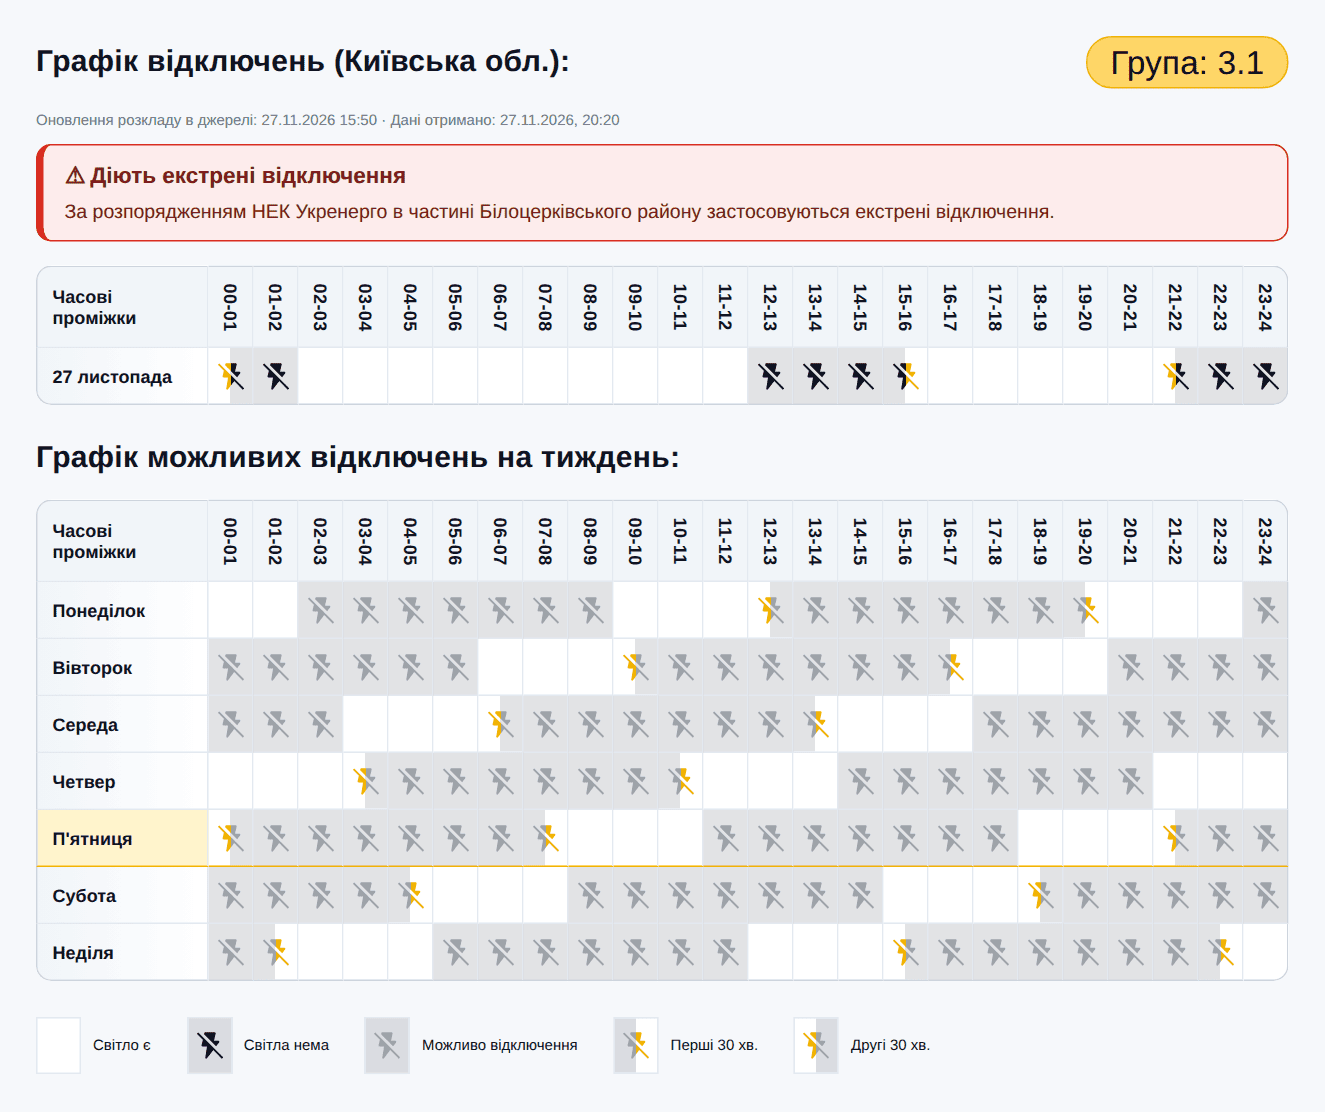 Графік відключень (Київська обл.):
Група: 3.1
Оновлення розкладу в джерелі: 27.11.2026 15:50 · Дані отримано: 27.11.2026, 20:20
⚠ Діють екстрені відключення
За розпорядженням НЕК Укренерго в частині Білоцерківського району застосовуються екстрені відключення.
Часові проміжки 00-01 01-02 02-03 03-04 04-05 05-06 06-07 07-08 08-09 09-10 10-11 11-12 12-13 13-14 14-15 15-16 16-17 17-18 18-19 19-20 20-21 21-22 22-23 23-24
27 листопада
Графік можливих відключень на тиждень:
Часові проміжки 00-01 01-02 02-03 03-04 04-05 05-06 06-07 07-08 08-09 09-10 10-11 11-12 12-13 13-14 14-15 15-16 16-17 17-18 18-19 19-20 20-21 21-22 22-23 23-24
Понеділок
Вівторок
Середа
Четвер
П'ятниця
Субота
Неділя
Світло є Світла нема Можливо відключення Перші 30 хв. Другі 30 хв.